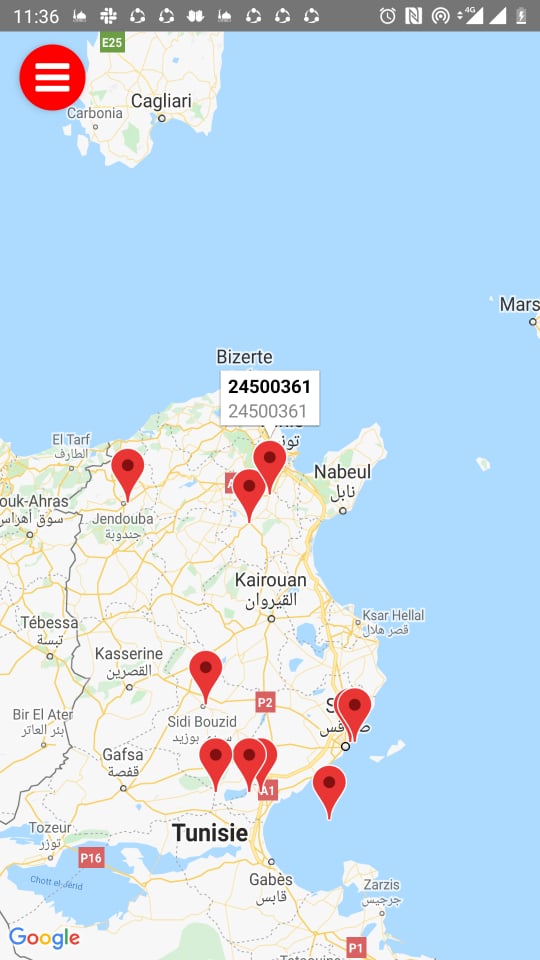 11:36
4G
E25
Cagliari
Carbonia
Mars
Bizerte
24500361
24500361
El Tarf
الطارف
Nabeul
نابل
Jendouba
جندوبة
ouk-Ahras
سوق أهراس
Kairouan
القيروان
Ksar Hellal
قصر هلال
Tébessa
تبسة
Kasserine
القصرين
P2
Sidi Bouzid
سيدي بوزيد
Bir El Ater
بئر العاتر
Gafsa
قفصة
A1
Tunisie
Tozeur
توزر
P16
Chott el-Jérid
Gabès
قابس
Zarzis
جرجيس
Google
P1